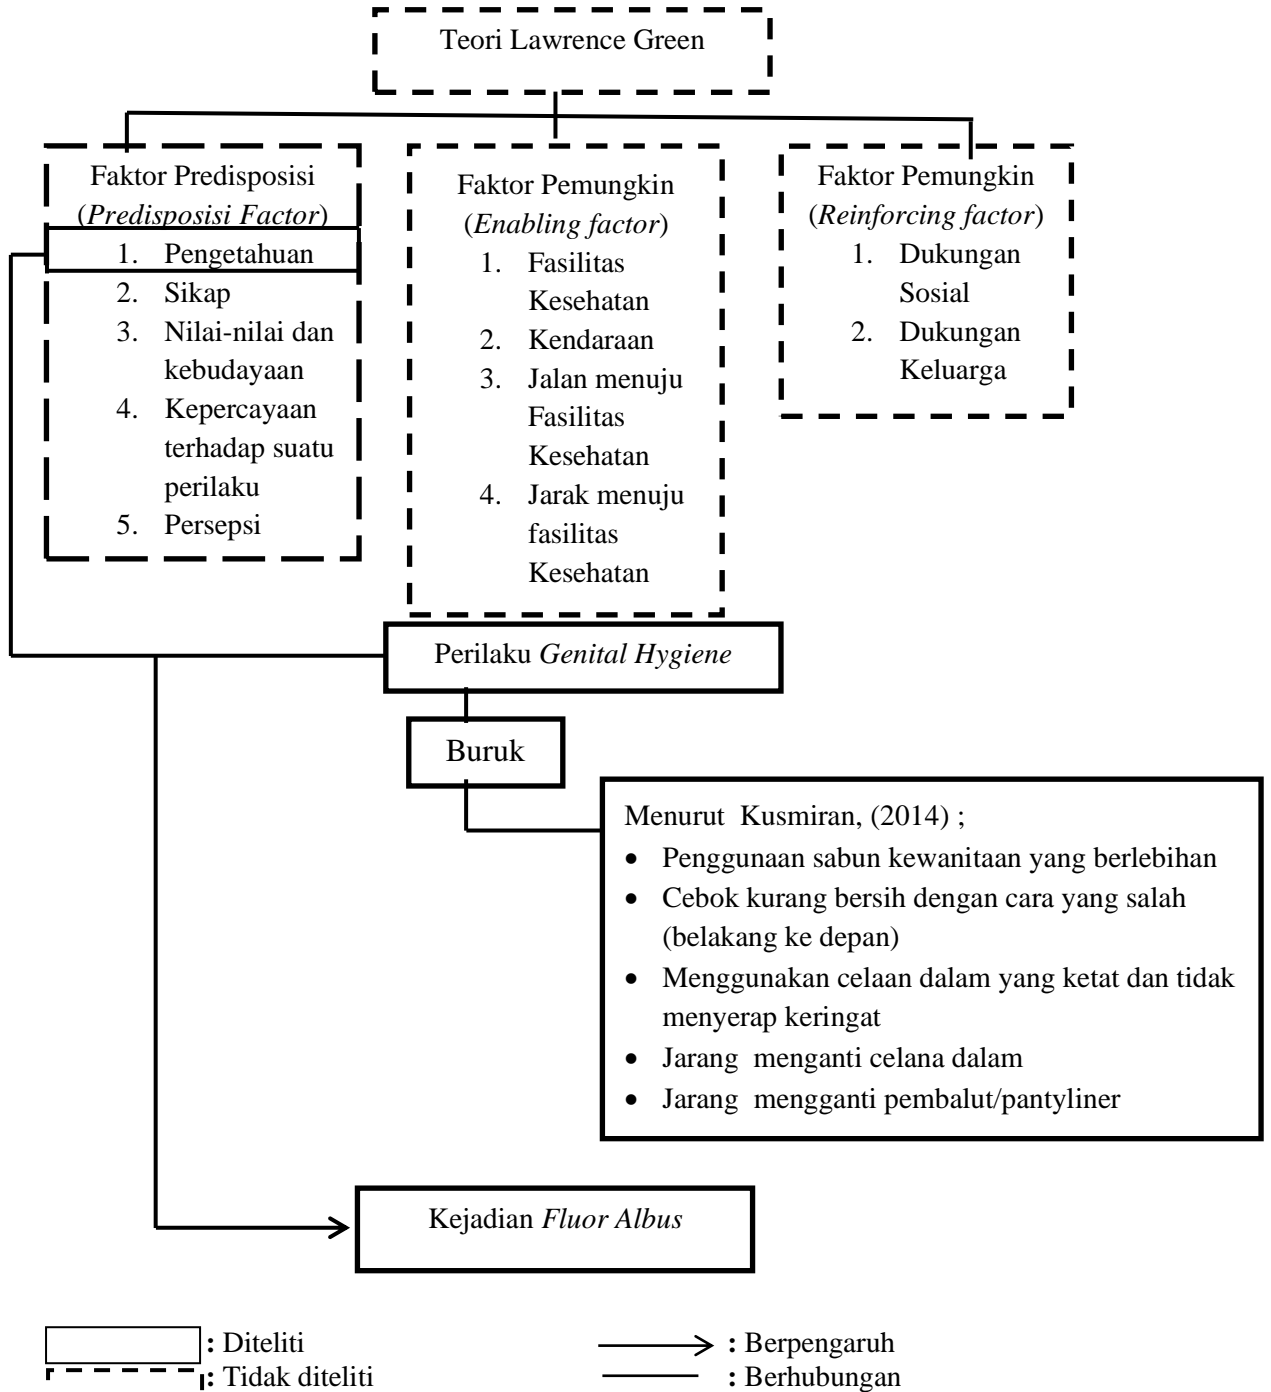 Teori Lawrence Green
Faktor Predisposisi
(Predisposisi Factor)
1. Pengetahuan
2. Sikap
3. Nilai-nilai dan
kebudayaan
4. Kepercayaan
terhadap suatu
perilaku
5. Persepsi
Faktor Pemungkin
(Enabling factor)
1. Fasilitas
Kesehatan
2. Kendaraan
3. Jalan menuju
Fasilitas
Kesehatan
4. Jarak menuju
fasilitas
Kesehatan
Faktor Pemungkin
(Reinforcing factor)
1. Dukungan
Sosial
2. Dukungan
Keluarga
Perilaku Genital Hygiene
Buruk
Menurut Kusmiran, (2014) ;
• Penggunaan sabun kewanitaan yang berlebihan
• Cebok kurang bersih dengan cara yang salah
(belakang ke depan)
• Menggunakan celaan dalam yang ketat dan tidak
menyerap keringat
• Jarang menganti celana dalam
• Jarang mengganti pembalut/pantyliner
Kejadian Fluor Albus
: Diteliti
: Tidak diteliti
: Berpengaruh
: Berhubungan